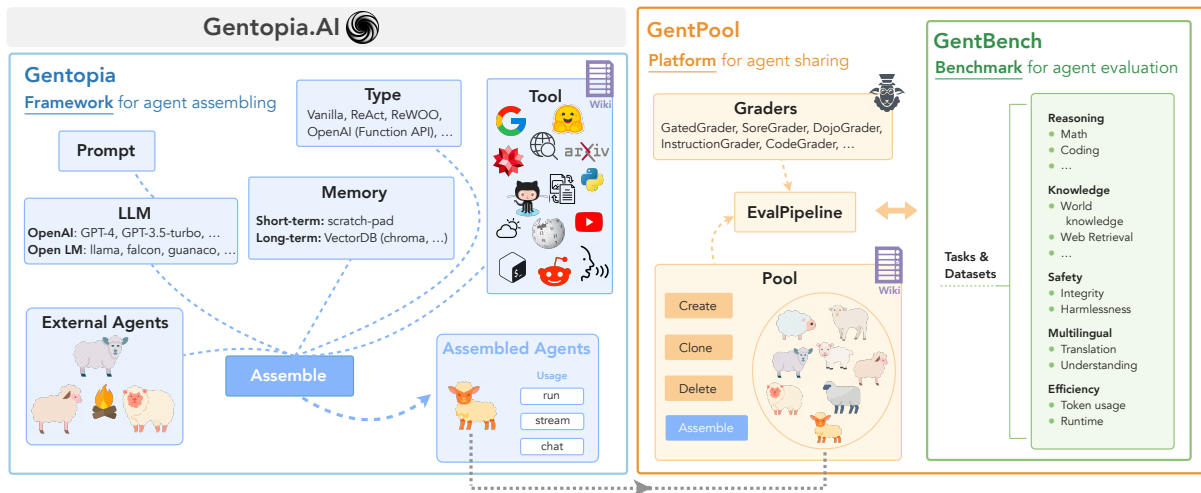 Gentopia.AI
Gentopia
Framework for agent assembling
Prompt
Type
Vanilla, ReAct, ReWOO,
OpenAI (Function API), …
Tool
Wiki
arXiv
LLM
OpenAI: GPT-4, GPT-3.5-turbo, …
Open LM: llama, falcon, guanaco, …
Memory
Short-term: scratch-pad
Long-term: VectorDB (chroma, …)
External Agents
Assemble
Assembled Agents
Usage
run
stream
chat
GentPool
Platform for agent sharing
Graders
GatedGrader, SoreGrader, DojoGrader,
InstructionGrader, CodeGrader, …
EvalPipeline
Pool
Wiki
Create
Clone
Delete
Assemble
GentBench
Benchmark for agent evaluation
Tasks &
Datasets
Reasoning
Math
Coding
…
Knowledge
World
knowledge
Web Retrieval
…
Safety
Integrity
Harmlessness
Multilingual
Translation
Understanding
Efficiency
Token usage
Runtime